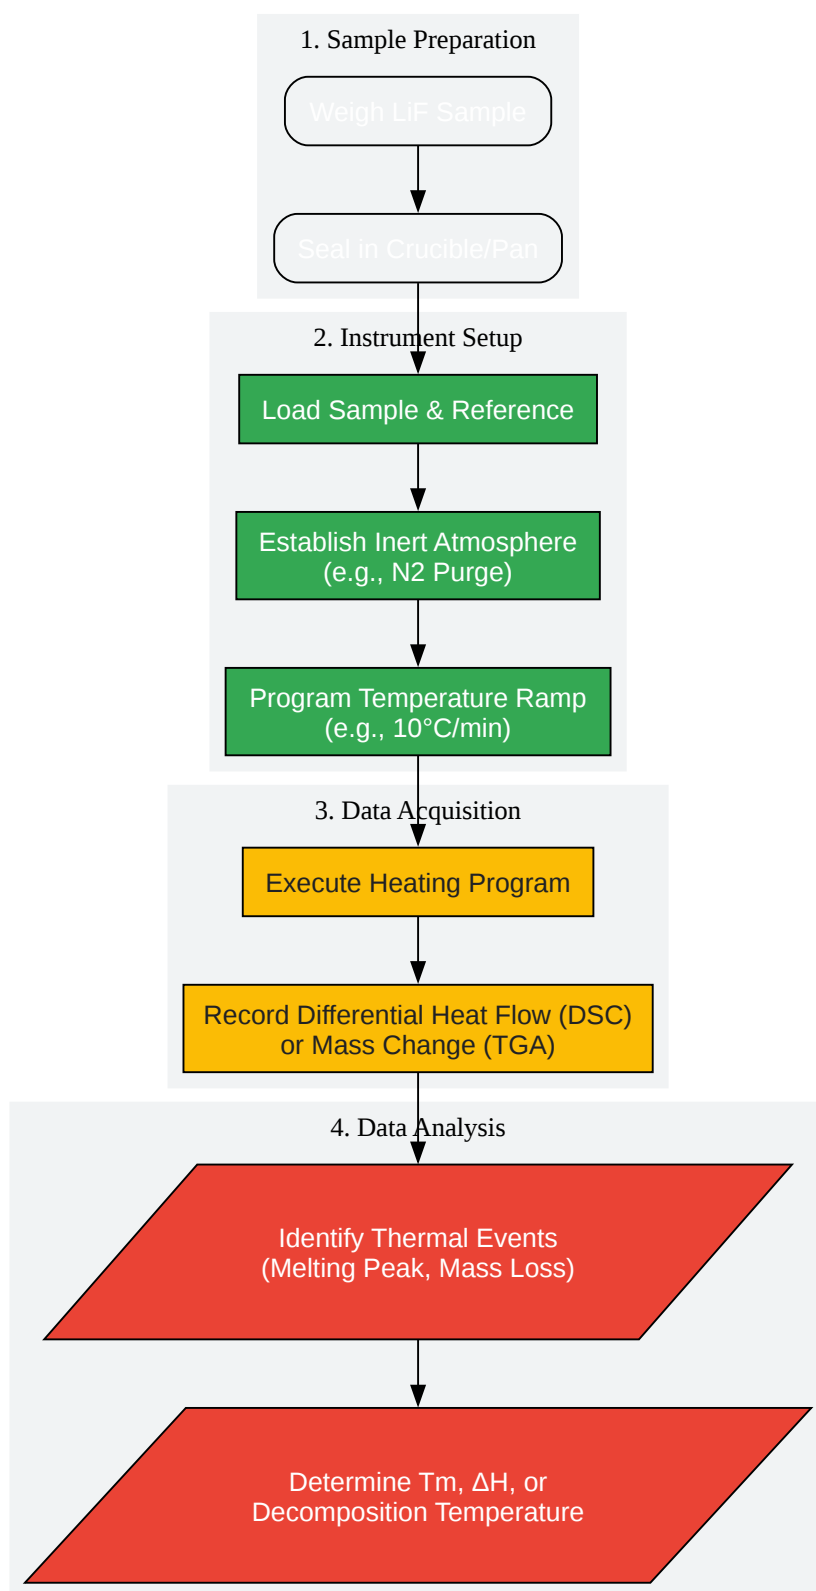 1. Sample Preparation
Weigh LiF Sample
Seal in Crucible/Pan
2. Instrument Setup
Load Sample & Reference
Establish Inert Atmosphere
(e.g., N2 Purge)
Program Temperature Ramp
(e.g., 10°C/min)
3. Data Acquisition
Execute Heating Program
Record Differential Heat Flow (DSC)
or Mass Change (TGA)
4. Data Analysis
Identify Thermal Events
(Melting Peak, Mass Loss)
Determine Tm, ΔH, or
Decomposition Temperature